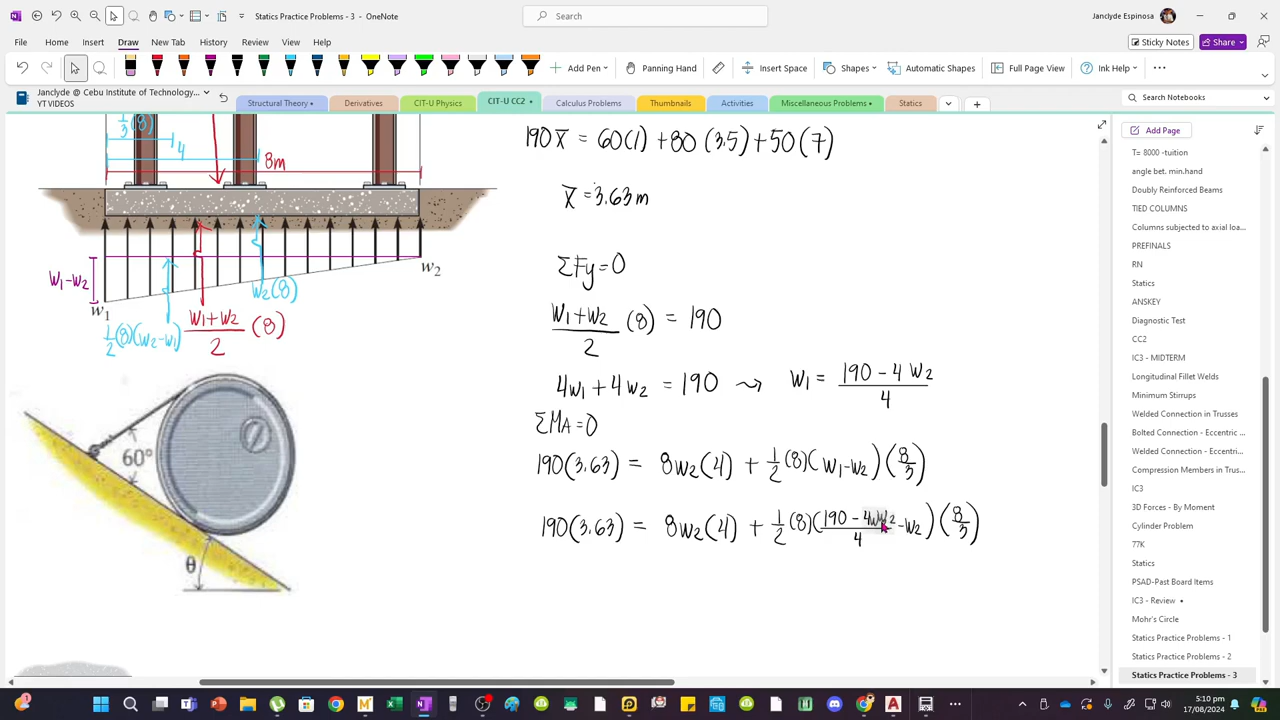 Statics Practice Problems - 3 - OneNote
Search
Janclyde Espinosa
File Home Insert Draw New Tab History Review View Help
Sticky Notes
Share
Add Pen
Panning Hand
Insert Space
Shapes
Automatic Shapes
Full Page View
Ink Help
Janclyde @ Cebu Institute of Technology...
YT VIDEOS
Structural Theory
Derivatives
CIT-U Physics
CIT-U CC2
Calculus Problems
Thumbnails
Activities
Miscellaneous Problems
Statics
Search Notebooks
Add Page
T= 8000 -tuition
angle bet. min.hand
Doubly Reinforced Beams
TIED COLUMNS
Columns subjected to axial loa...
PREFINALS
RN
Statics
ANSKEY
Diagnostic Test
CC2
IC3 - MIDTERM
Longitudinal Fillet Welds
Minimum Stirrups
Welded Connection in Trusses
Bolted Connection - Eccentric ...
Welded Connection - Eccentri...
Compression Members in Trus...
IC3
3D Forces - By Moment
Cylinder Problem
77K
Statics
PSAD-Past Board Items
IC3 - Review
Mohr's Circle
Statics Practice Problems - 1
Statics Practice Problems - 2
Statics Practice Problems - 3
1/3(8)
4
8m
W1-W2
w1
w2
W2(8)
1/2(8)(W2-W1)
W1+W2/2 (8)
60°
θ
190x̄ = 60(1) +80(3.5)+50(7)
x̄ =3.63m
ΣFy=0
W1+W2/2 (8) = 190
4W1+4W2 = 190 ⇝ W1 = 190-4W2/4
ΣMA=0
190(3.63) = 8W2(4) + 1/2(8)(W1-W2)(8/3)
190(3.63) = 8W2(4) + 1/2(8)(190-4W2/4-W2)(8/3)
5:10 pm
17/08/2024